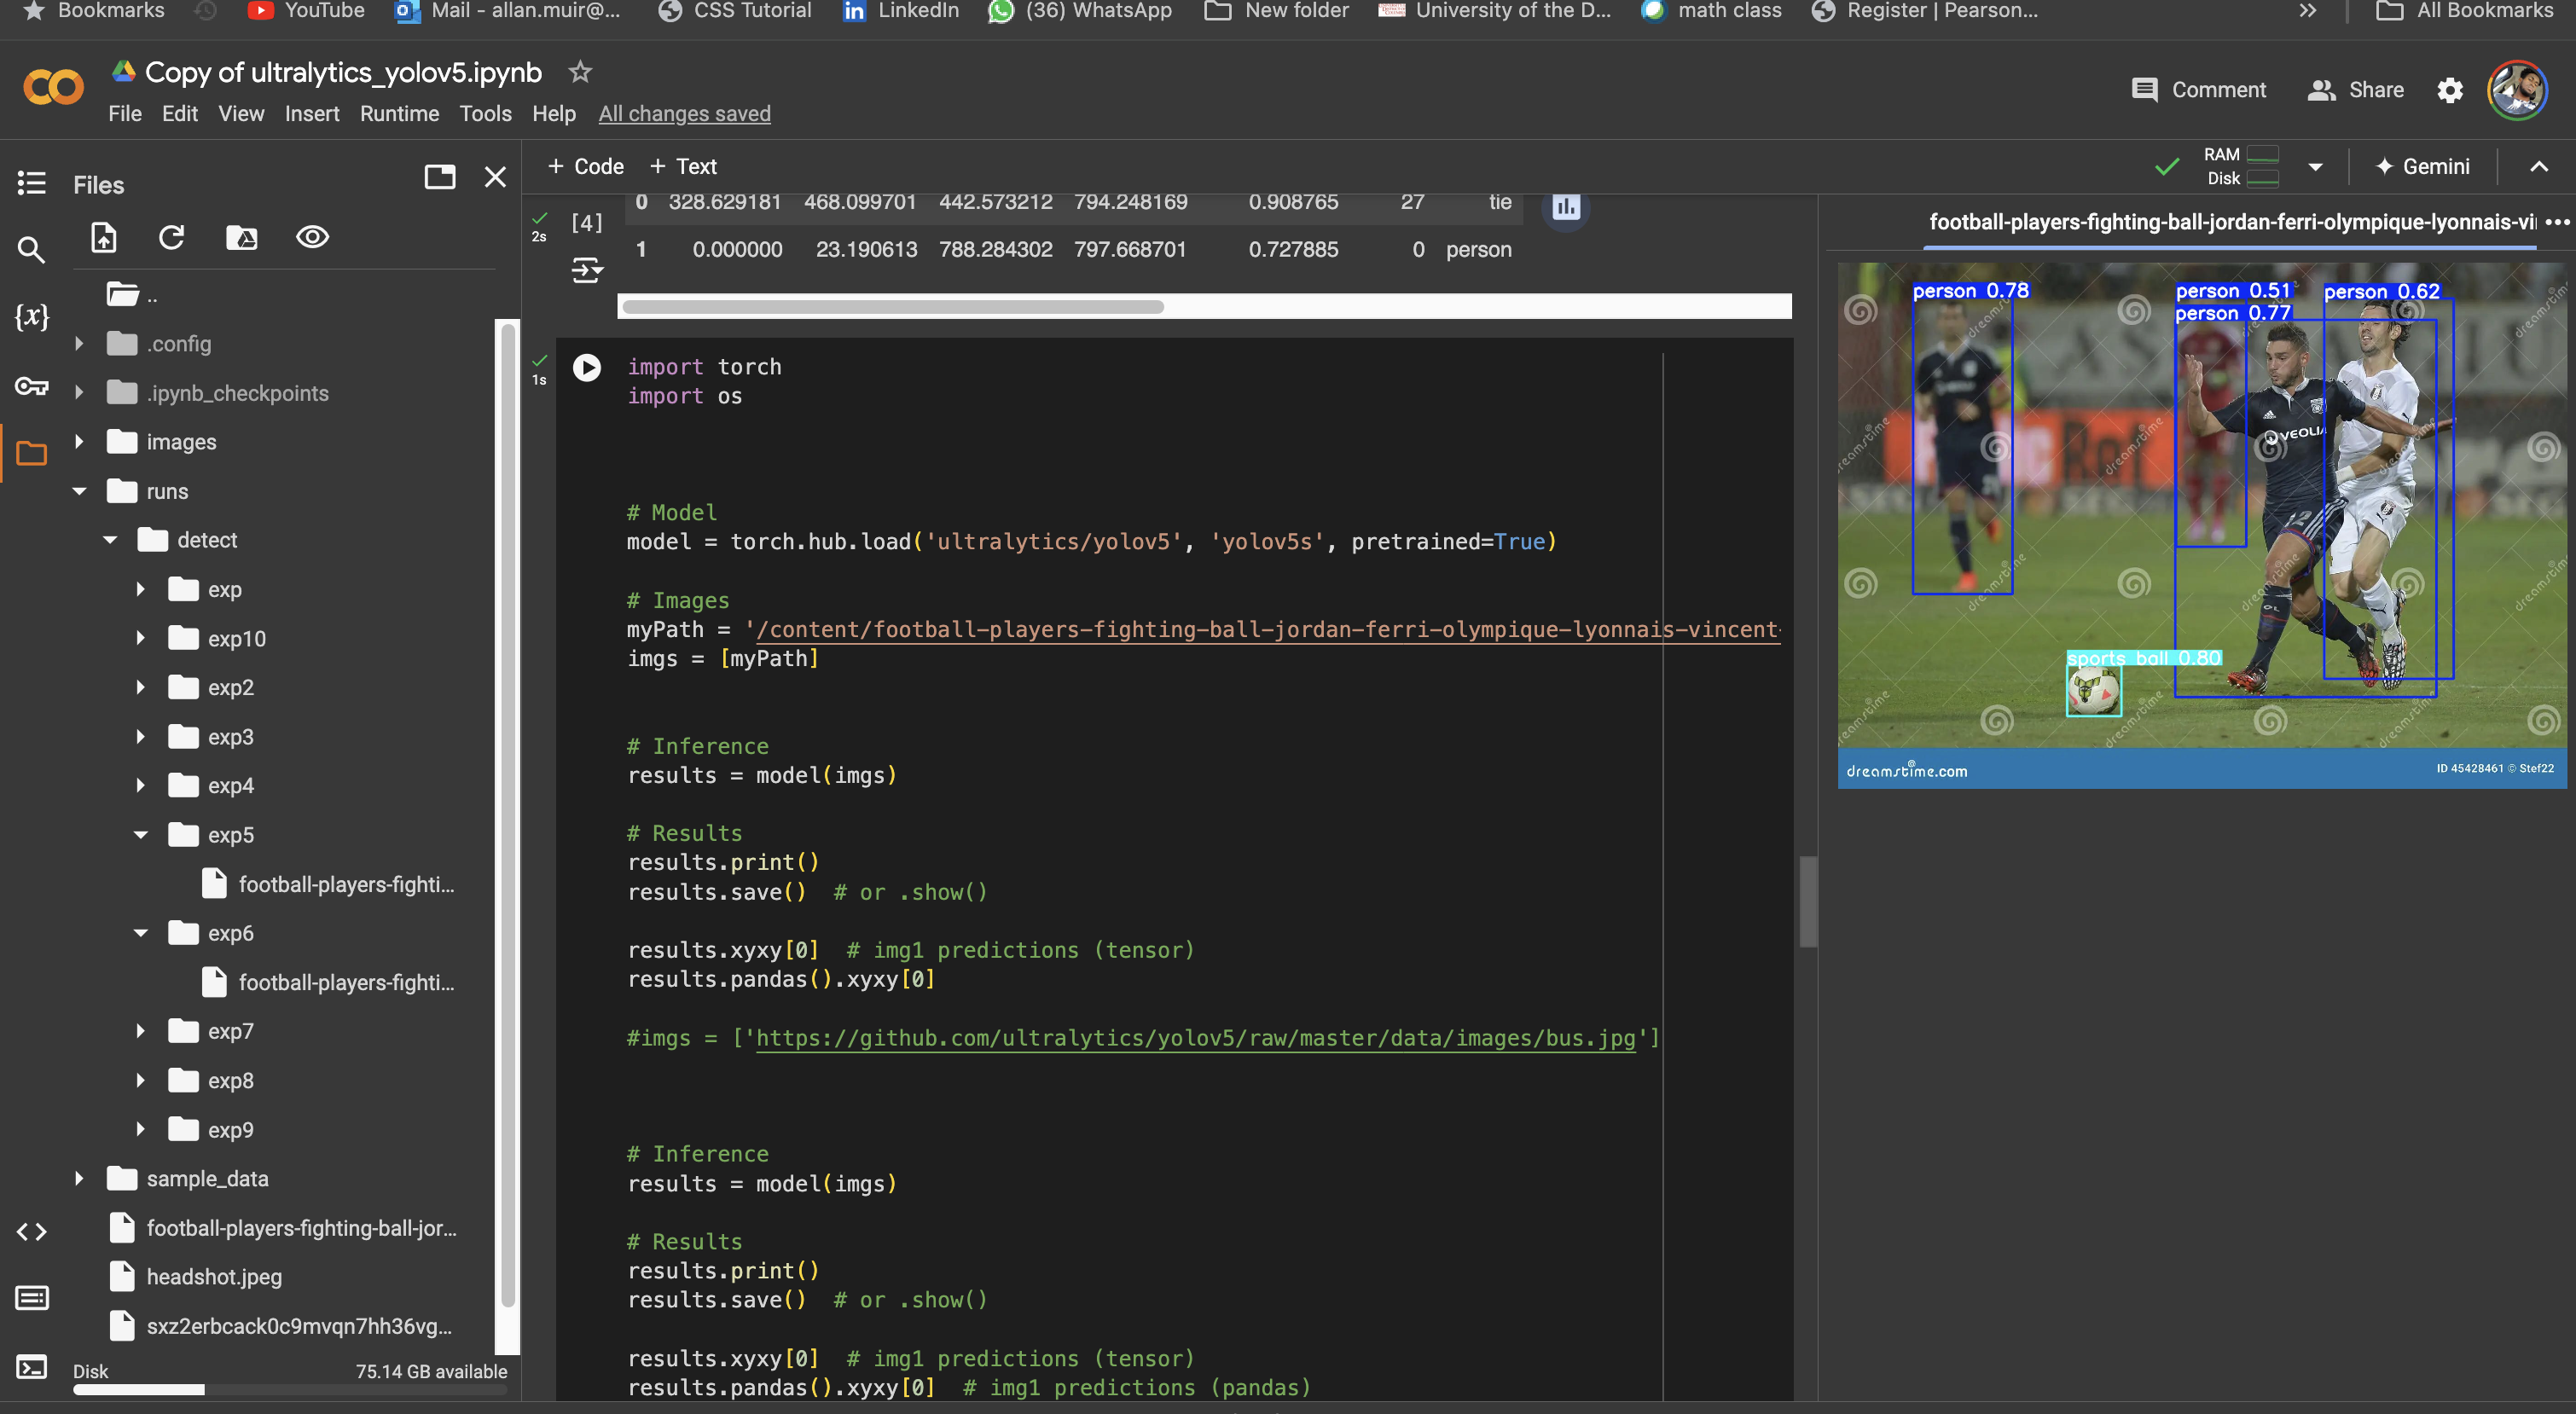 Bookmarks YouTube Mail - allan.muir@... CSS Tutorial LinkedIn (36) WhatsApp New folder University of the D... math class Register | Pearson... All Bookmarks
Copy of ultralytics_yolov5.ipynb
File Edit View Insert Runtime Tools Help All changes saved
Comment Share
Files
+ Code + Text
RAM
Disk
Gemini
..
.config
.ipynb_checkpoints
images
runs
detect
exp
exp10
exp2
exp3
exp4
exp5
football-players-fighti...
exp6
football-players-fighti...
exp7
exp8
exp9
sample_data
football-players-fighting-ball-jor...
headshot.jpeg
sxz2erbcack0c9mvqn7hh36vg...
Disk 75.14 GB available
2s
[4]
0 328.629181 468.099701 442.573212 794.248169 0.908765 27 tie
1 0.000000 23.190613 788.284302 797.668701 0.727885 0 person
1s
import torch
import os
# Model
model = torch.hub.load('ultralytics/yolov5', 'yolov5s', pretrained=True)
# Images
myPath = '/content/football-players-fighting-ball-jordan-ferri-olympique-lyonnais-vincent-
imgs = [myPath]
# Inference
results = model(imgs)
# Results
results.print()
results.save() # or .show()
results.xyxy[0] # img1 predictions (tensor)
results.pandas().xyxy[0]
#imgs = ['https://github.com/ultralytics/yolov5/raw/master/data/images/bus.jpg']
# Inference
results = model(imgs)
# Results
results.print()
results.save() # or .show()
results.xyxy[0] # img1 predictions (tensor)
results.pandas().xyxy[0] # img1 predictions (pandas)
football-players-fighting-ball-jordan-ferri-olympique-lyonnais-vi
person 0.78
person 0.51
person 0.62
person 0.77
VEOLIA
sports ball 0.80
dreamstime
dreamstime.com
ID 45428461 © Stef22